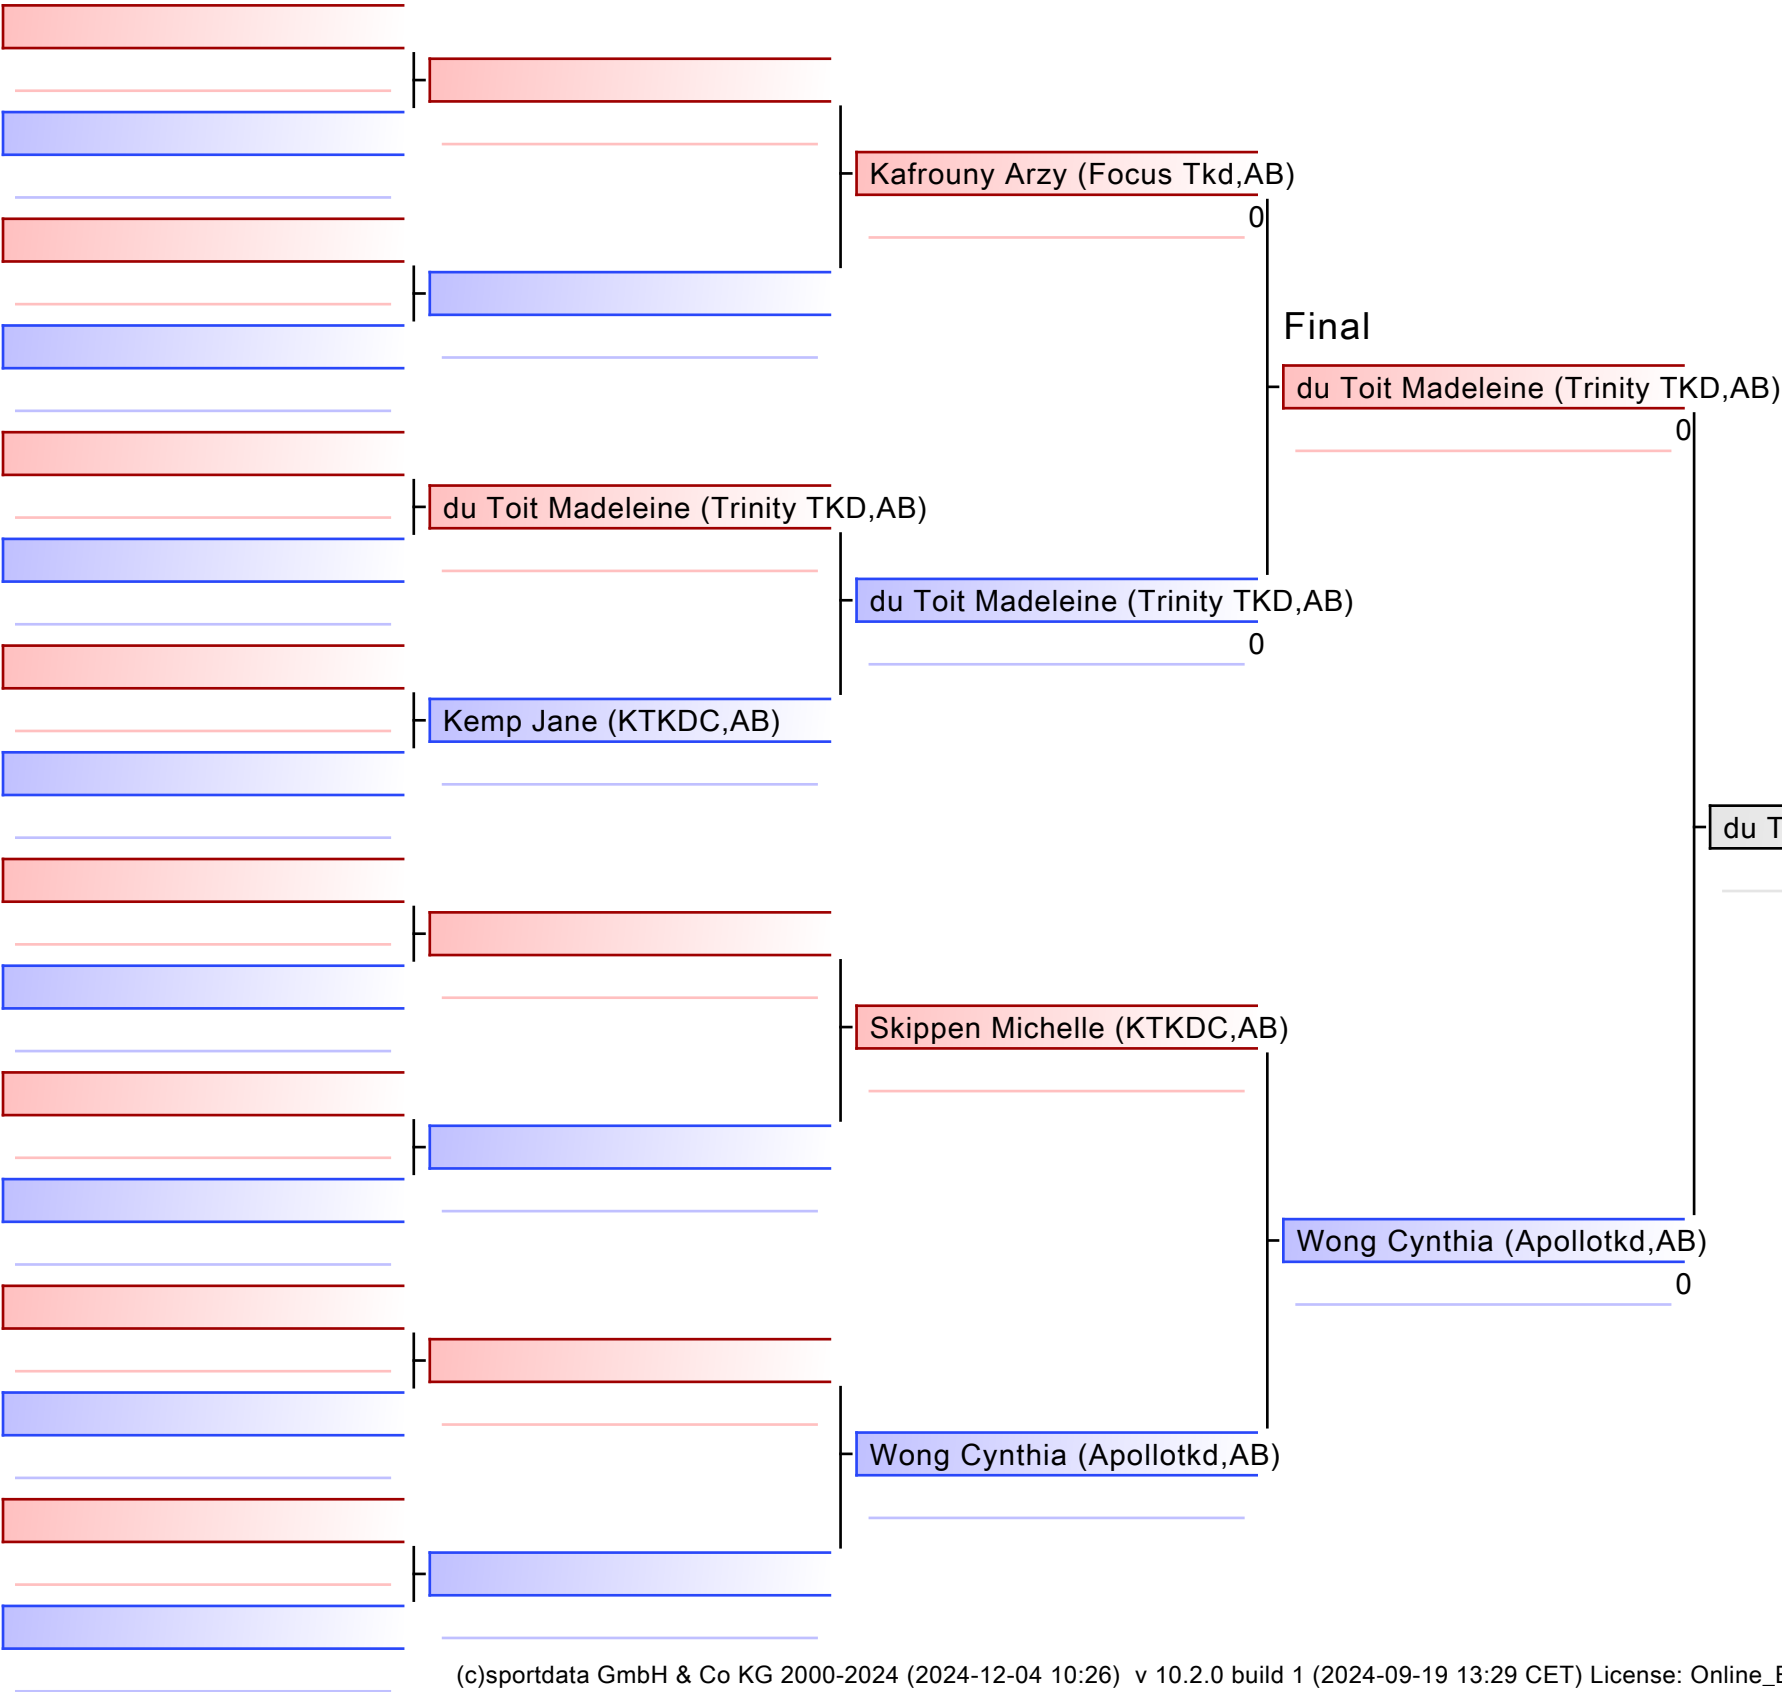 Kafrouny Arzy (Focus Tkd,AB)
0
Final
du Toit Madeleine (Trinity TKD,AB)
0
du Toit Madeleine (Trinity TKD,AB)
du Toit Madeleine (Trinity TKD,AB)
0
Kemp Jane (KTKDC,AB)
du T
Skippen Michelle (KTKDC,AB)
Wong Cynthia (Apollotkd,AB)
0
Wong Cynthia (Apollotkd,AB)
(c)sportdata GmbH & Co KG 2000-2024 (2024-12-04 10:26)  v 10.2.0 build 1 (2024-09-19 13:29 CET) License: Online_